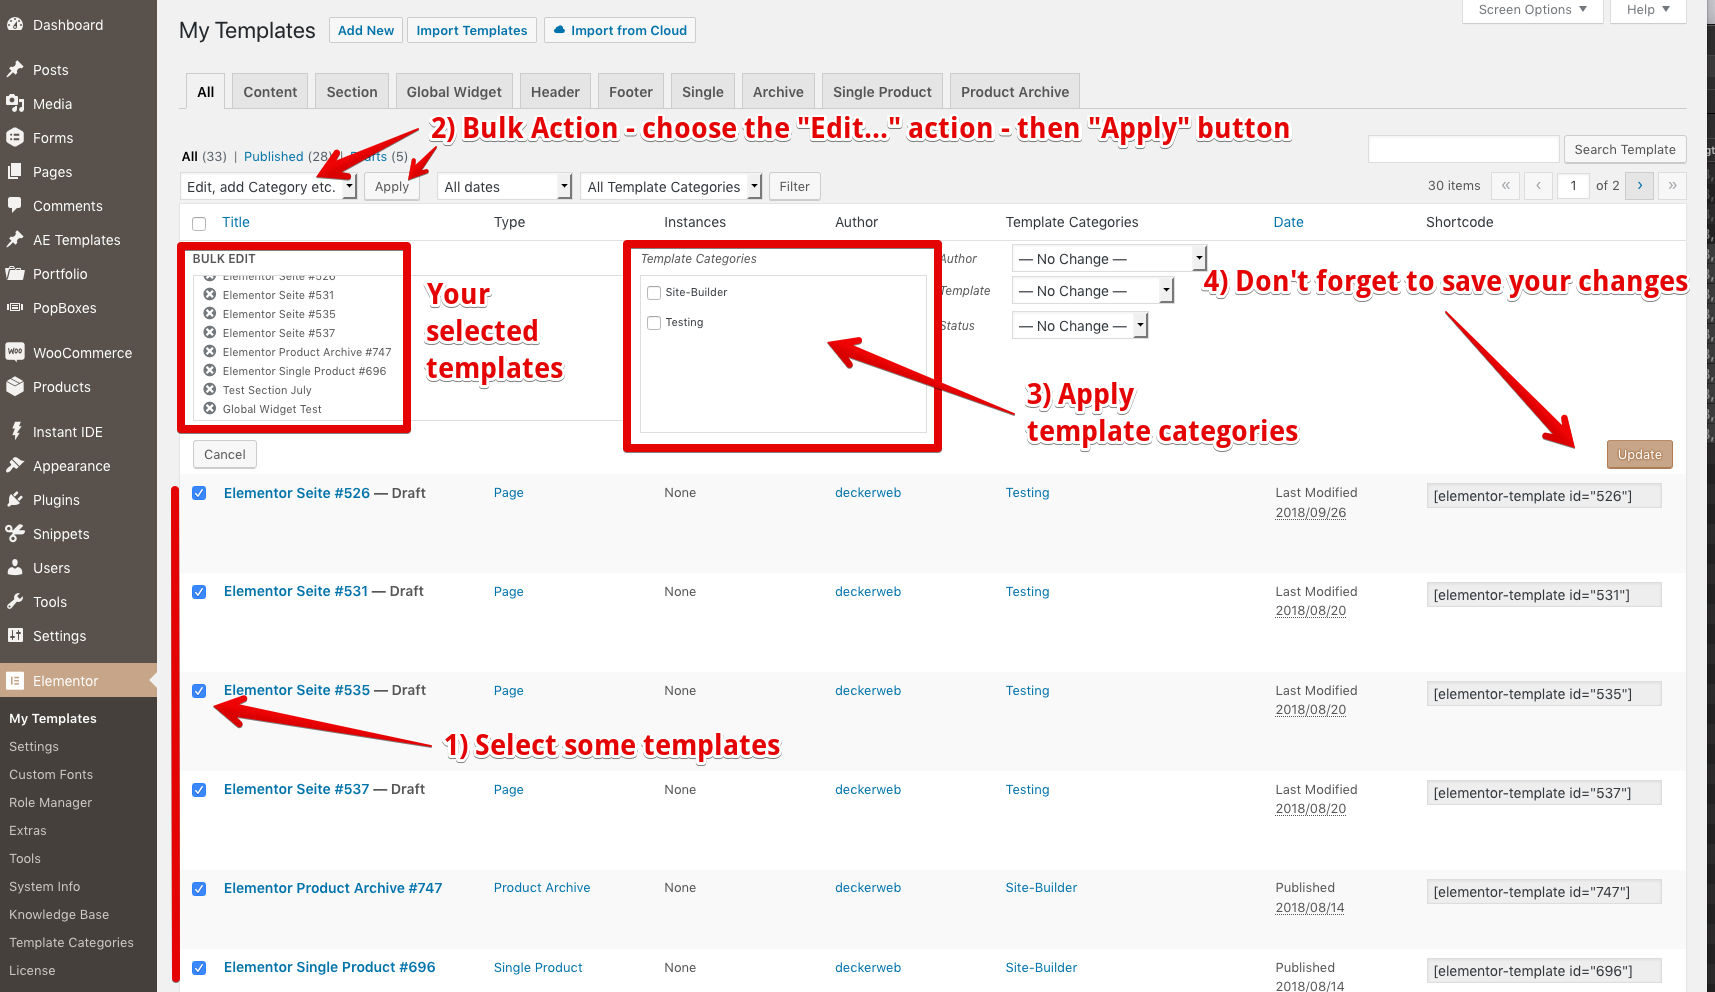 Dashboard
Posts
Media
Forms
Pages
Comments
AE Templates
Portfolio
PopBoxes
WooCommerce
Products
Instant IDE
Appearance
Plugins
Snippets
Users
Tools
Settings
Elementor
My Templates
Settings
Custom Fonts
Role Manager
Extras
Tools
System Info
Knowledge Base
Template Categories
License
Screen Options ▼ Help ▼
My Templates Add New Import Templates Import from Cloud
All Content Section Global Widget Header Footer Single Archive Single Product Product Archive
2) Bulk Action - choose the "Edit..." action - then "Apply" button
All (33) | Published (28) | Drafts (5)
Search Template
Edit, add Category etc. Apply All dates All Template Categories Filter
30 items « ‹ 1 of 2 › »
Title Type Instances Author Template Categories Date Shortcode
BULK EDIT
Elementor Seite #526
Elementor Seite #531
Elementor Seite #535
Elementor Seite #537
Elementor Product Archive #747
Elementor Single Product #696
Test Section July
Global Widget Test
Your
selected
templates
Template Categories
Site-Builder
Testing
Author — No Change —
Template — No Change —
Status — No Change —
4) Don't forget to save your changes
3) Apply
template categories
Cancel Update
Elementor Seite #526 — Draft Page None deckerweb Testing Last Modified [elementor-template id="526"]
2018/09/26
Elementor Seite #531 — Draft Page None deckerweb Testing Last Modified [elementor-template id="531"]
2018/08/20
Elementor Seite #535 — Draft Page None deckerweb Testing Last Modified [elementor-template id="535"]
2018/08/20
1) Select some templates
Elementor Seite #537 — Draft Page None deckerweb Testing Last Modified [elementor-template id="537"]
2018/08/20
Elementor Product Archive #747 Product Archive None deckerweb Site-Builder Published [elementor-template id="747"]
2018/08/14
Elementor Single Product #696 Single Product None deckerweb Site-Builder Published [elementor-template id="696"]
2018/08/14